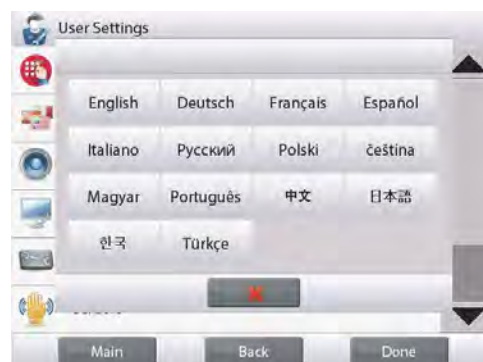 User Settings
English Deutsch Français Español
Italiano Русский Polski čeština
Magyar Português 中文 日本語
한국 Türkçe
Main Back Done